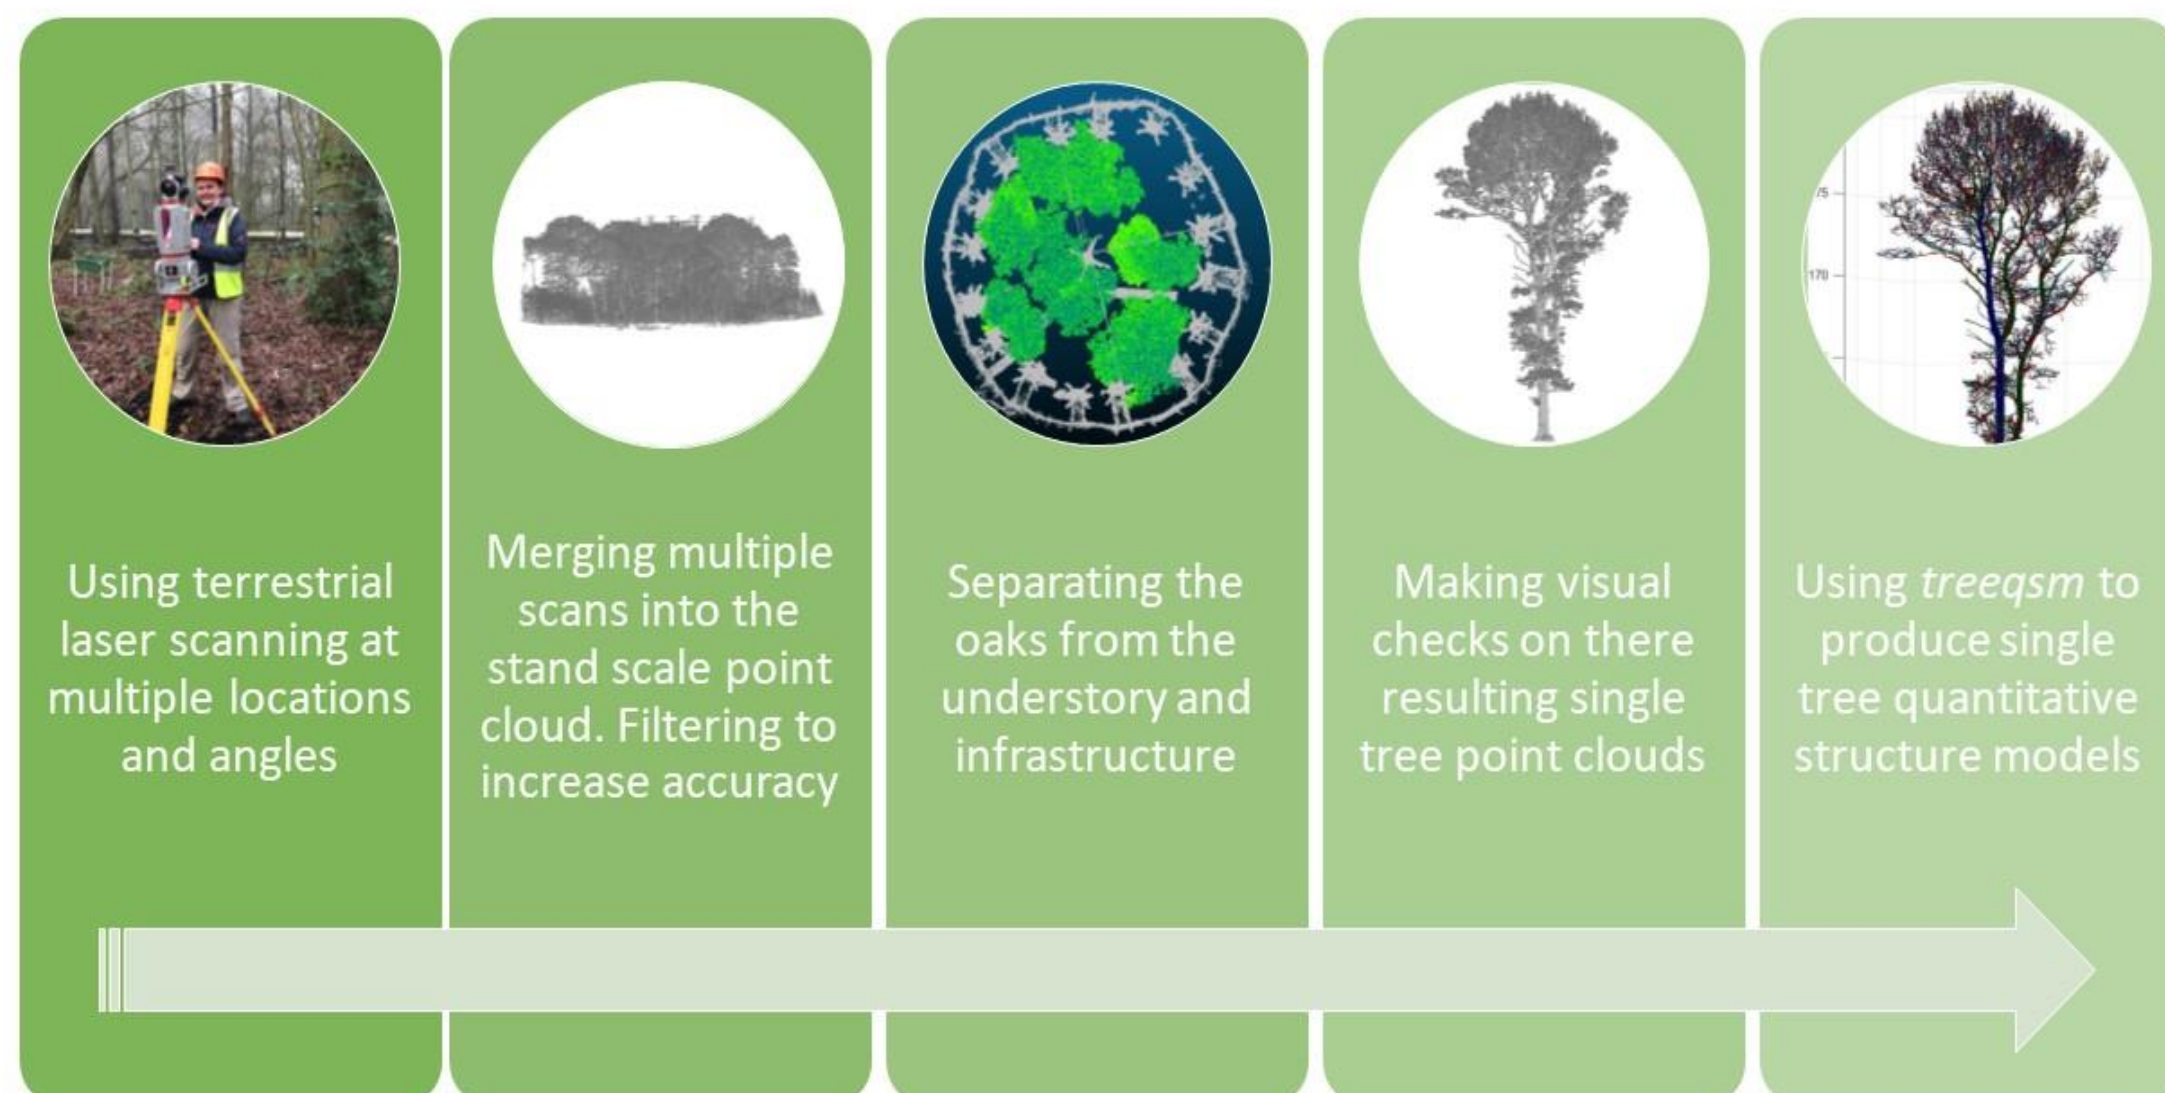 Using terrestrial
laser scanning at
multiple locations
and angles
Merging multiple
scans into the
stand scale point
cloud. Filtering to
increase accuracy
Separating the
oaks from the
understory and
infrastructure
Making visual
checks on there
resulting single
tree point clouds
Using treeqsm to
produce single
tree quantitative
structure models
170